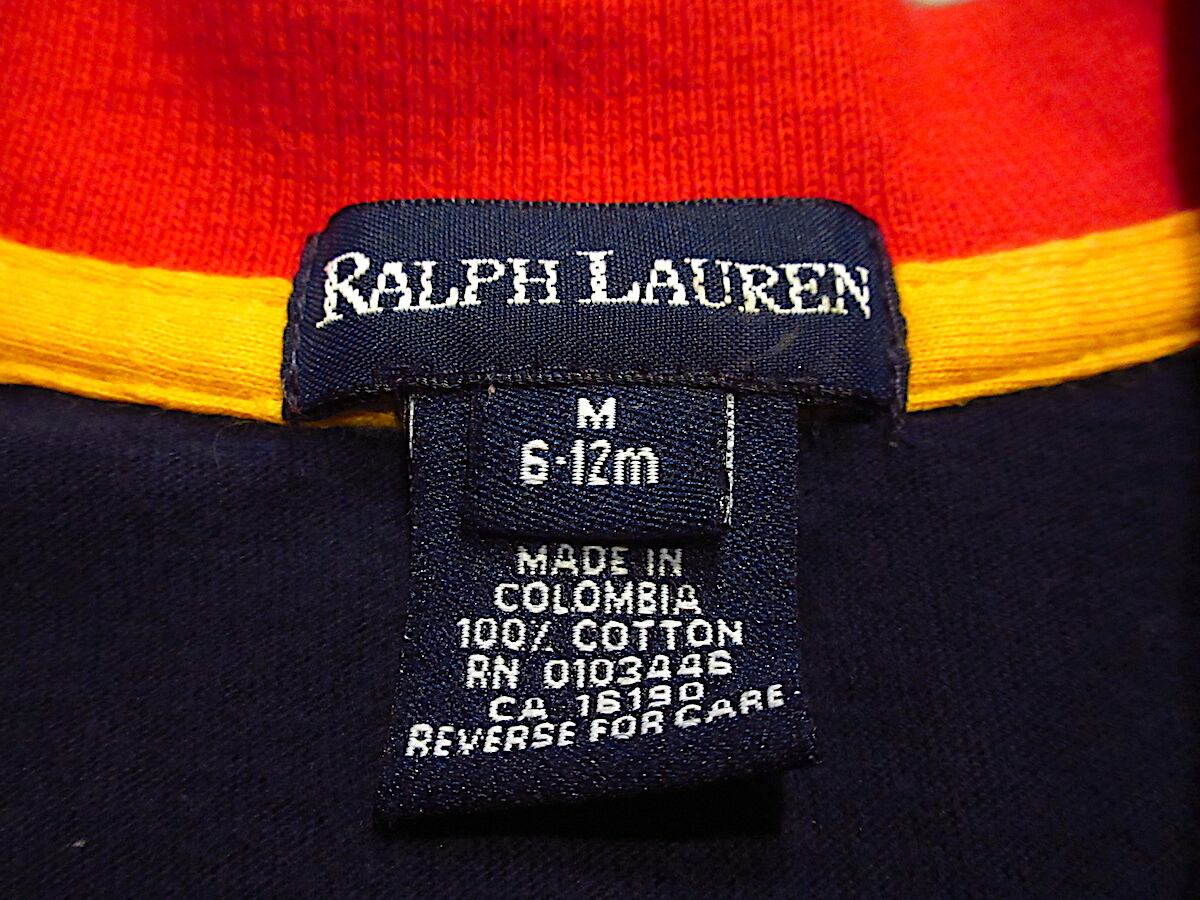 RALPH LAUREN
M
6-12m
MADE IN
COLOMBIA
100% COTTON
RN 0103446
CA 16190
REVERSE FOR CARE